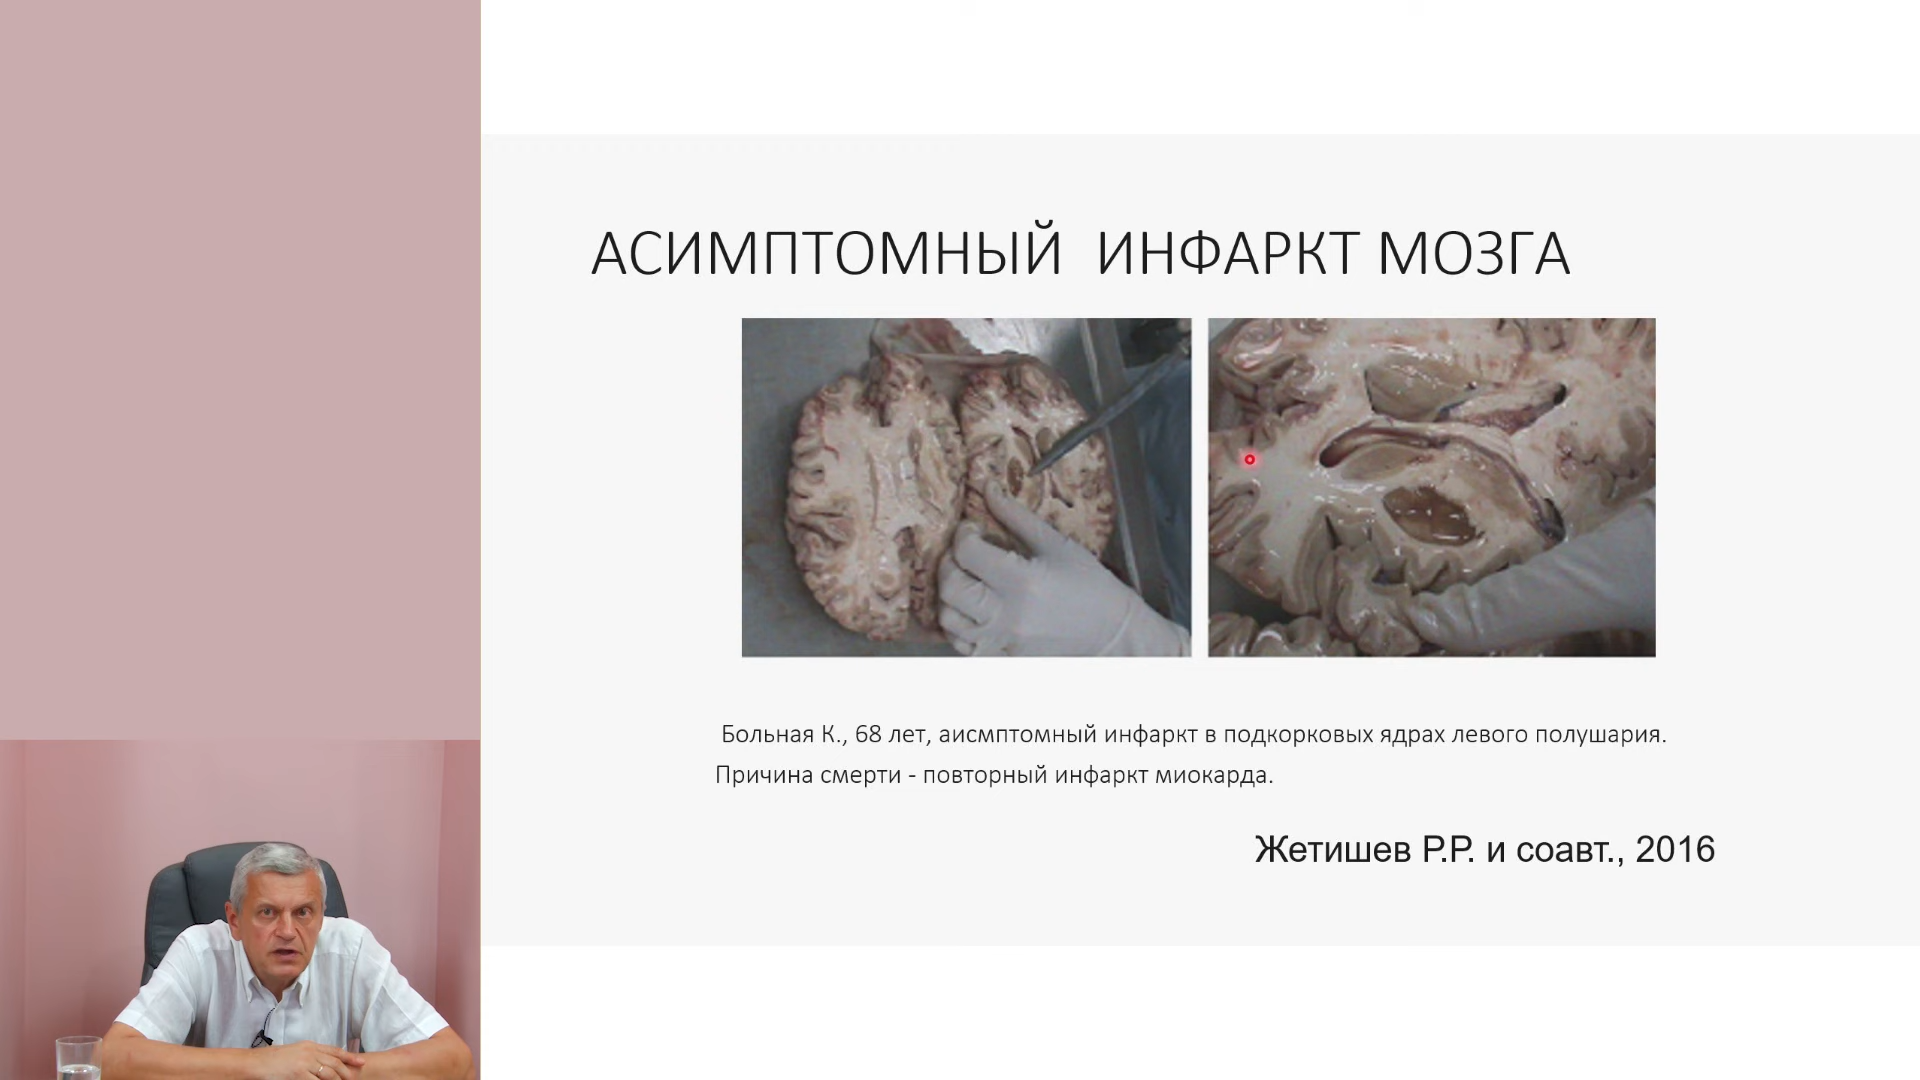 АСИМПТОМНЫЙ ИНФАРКТ МОЗГА
Больная К., 68 лет, аисмптомный инфаркт в подкорковых ядрах левого полушария.
Причина смерти - повторный инфаркт миокарда.
Жетишев Р.Р. и соавт., 2016